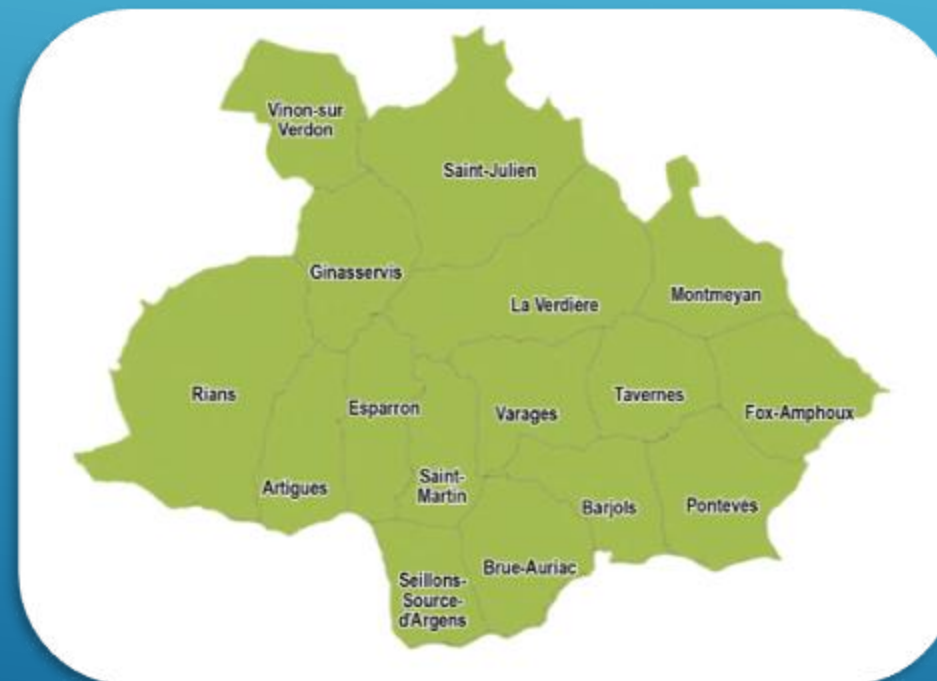 Vinon-sur
Verdon
Saint-Julien
Ginasservis
La Verdiere
Montmeyan
Rians
Esparron
Varages
Tavernes
Fox-Amphoux
Artigues
Saint-
Martin
Barjols
Pontevès
Brue-Auriac
Seillons-
Source-
d'Argens